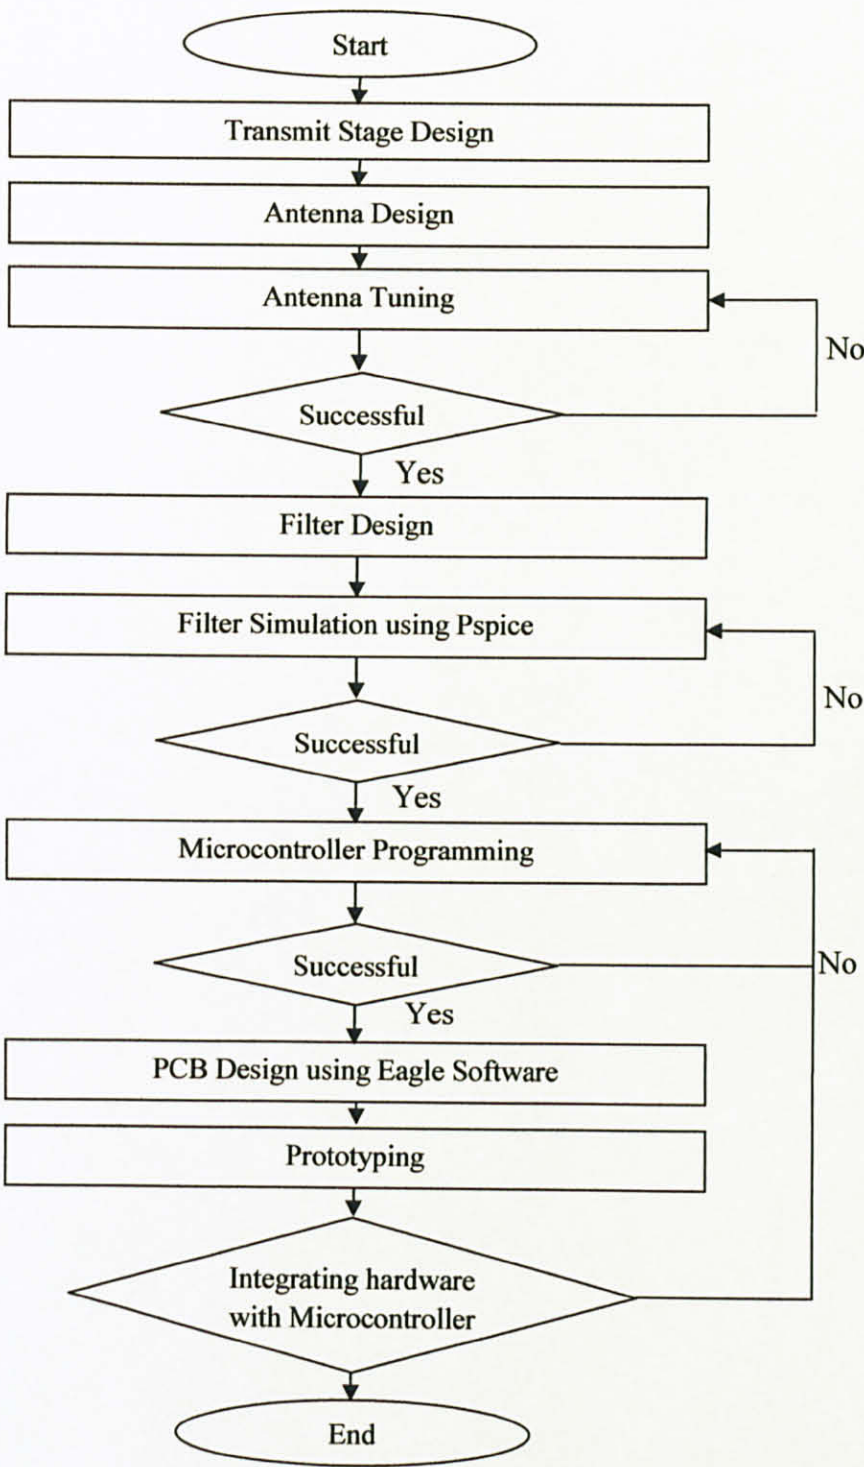 Start
Transmit Stage Design
Antenna Design
Antenna Tuning
No
Successful
Yes
Filter Design
Filter Simulation using Pspice
No
Successful
Yes
Microcontroller Programming
Successful
No
Yes
PCB Design using Eagle Software
Prototyping
Integrating hardware
with Microcontroller
End